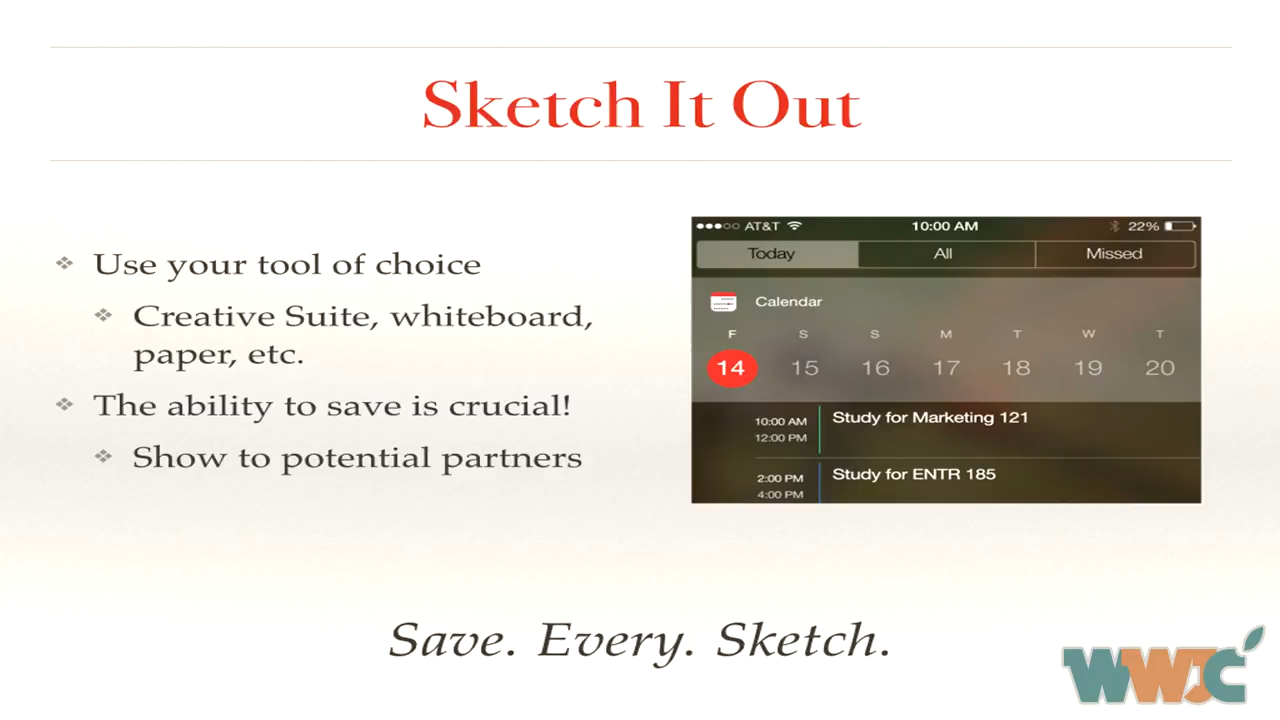 Sketch It Out
Use your tool of choice
Creative Suite, whiteboard,
paper, etc.
The ability to save is crucial!
Show to potential partners
AT&T 10:00 AM 22%
Today All Missed
Calendar
F S S M T W T
14 15 16 17 18 19 20
10:00 AM Study for Marketing 121
12:00 PM
2:00 PM Study for ENTR 185
4:00 PM
Save. Every. Sketch.
WWJC